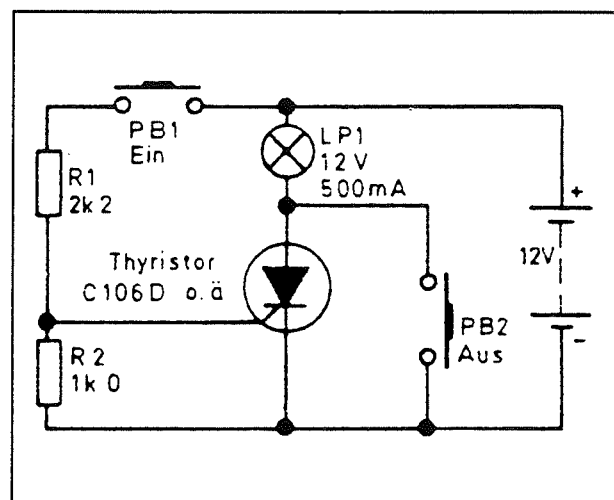 PB1
Ein
LP1
12V
500mA
R1
2k2
Thyristor
C106D o.ä
R2
1k0
PB2
Aus
12V
+
-